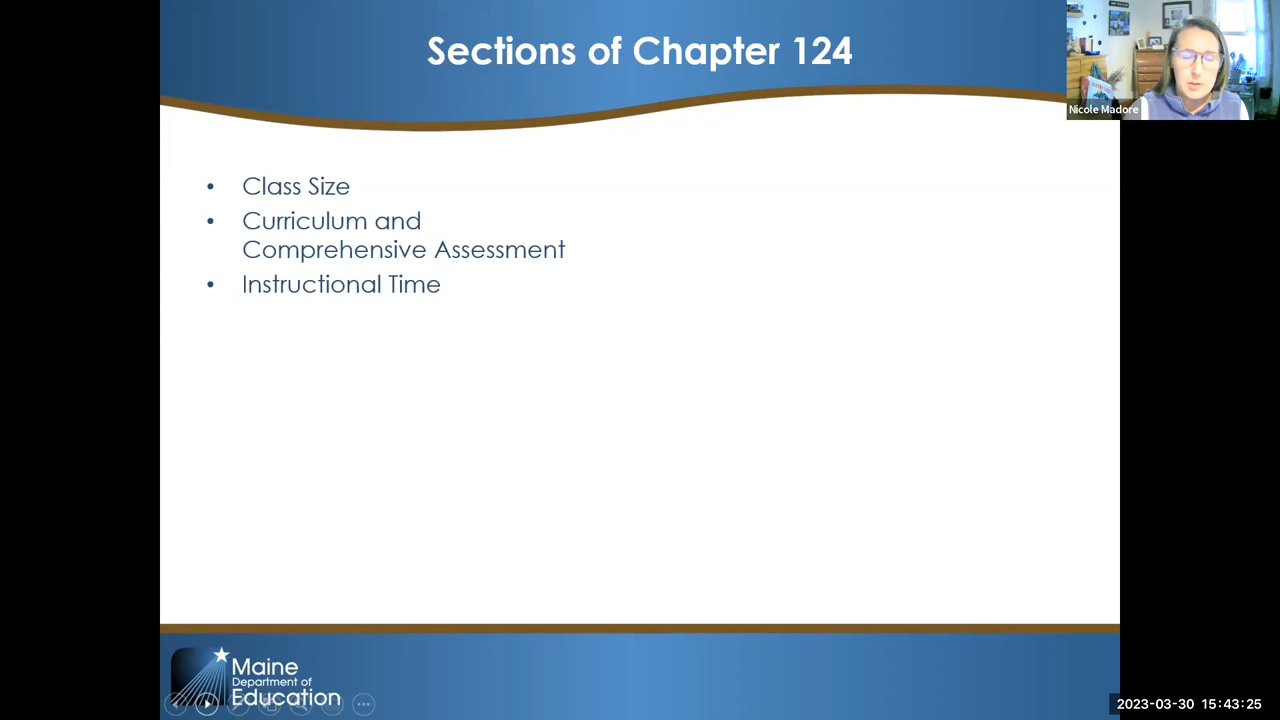 Sections of Chapter 124
Nicole Madore
• Class Size
• Curriculum and
Comprehensive Assessment
• Instructional Time
Maine
Department of
Education
2023-03-30 15:43:25